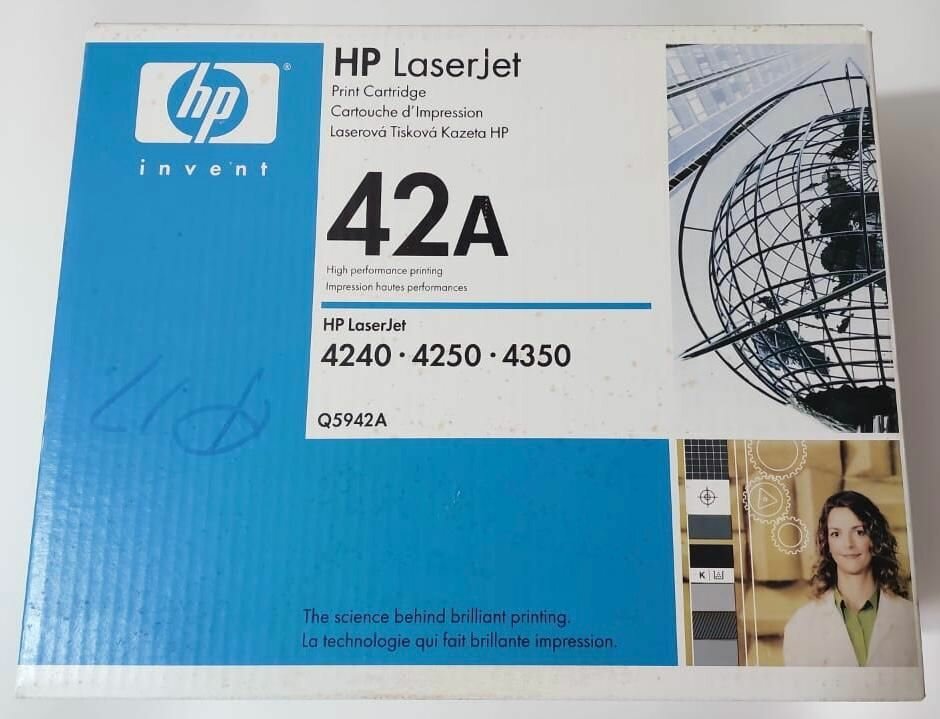 hp
®
invent
HP LaserJet
Print Cartridge
Cartouche d'Impression
Laserová Tisková Kazeta HP
42A
High performance printing
Impression hautes performances
HP LaserJet
4240 · 4250 · 4350
Q5942A
K
The science behind brilliant printing.
La technologie qui fait brillante impression.